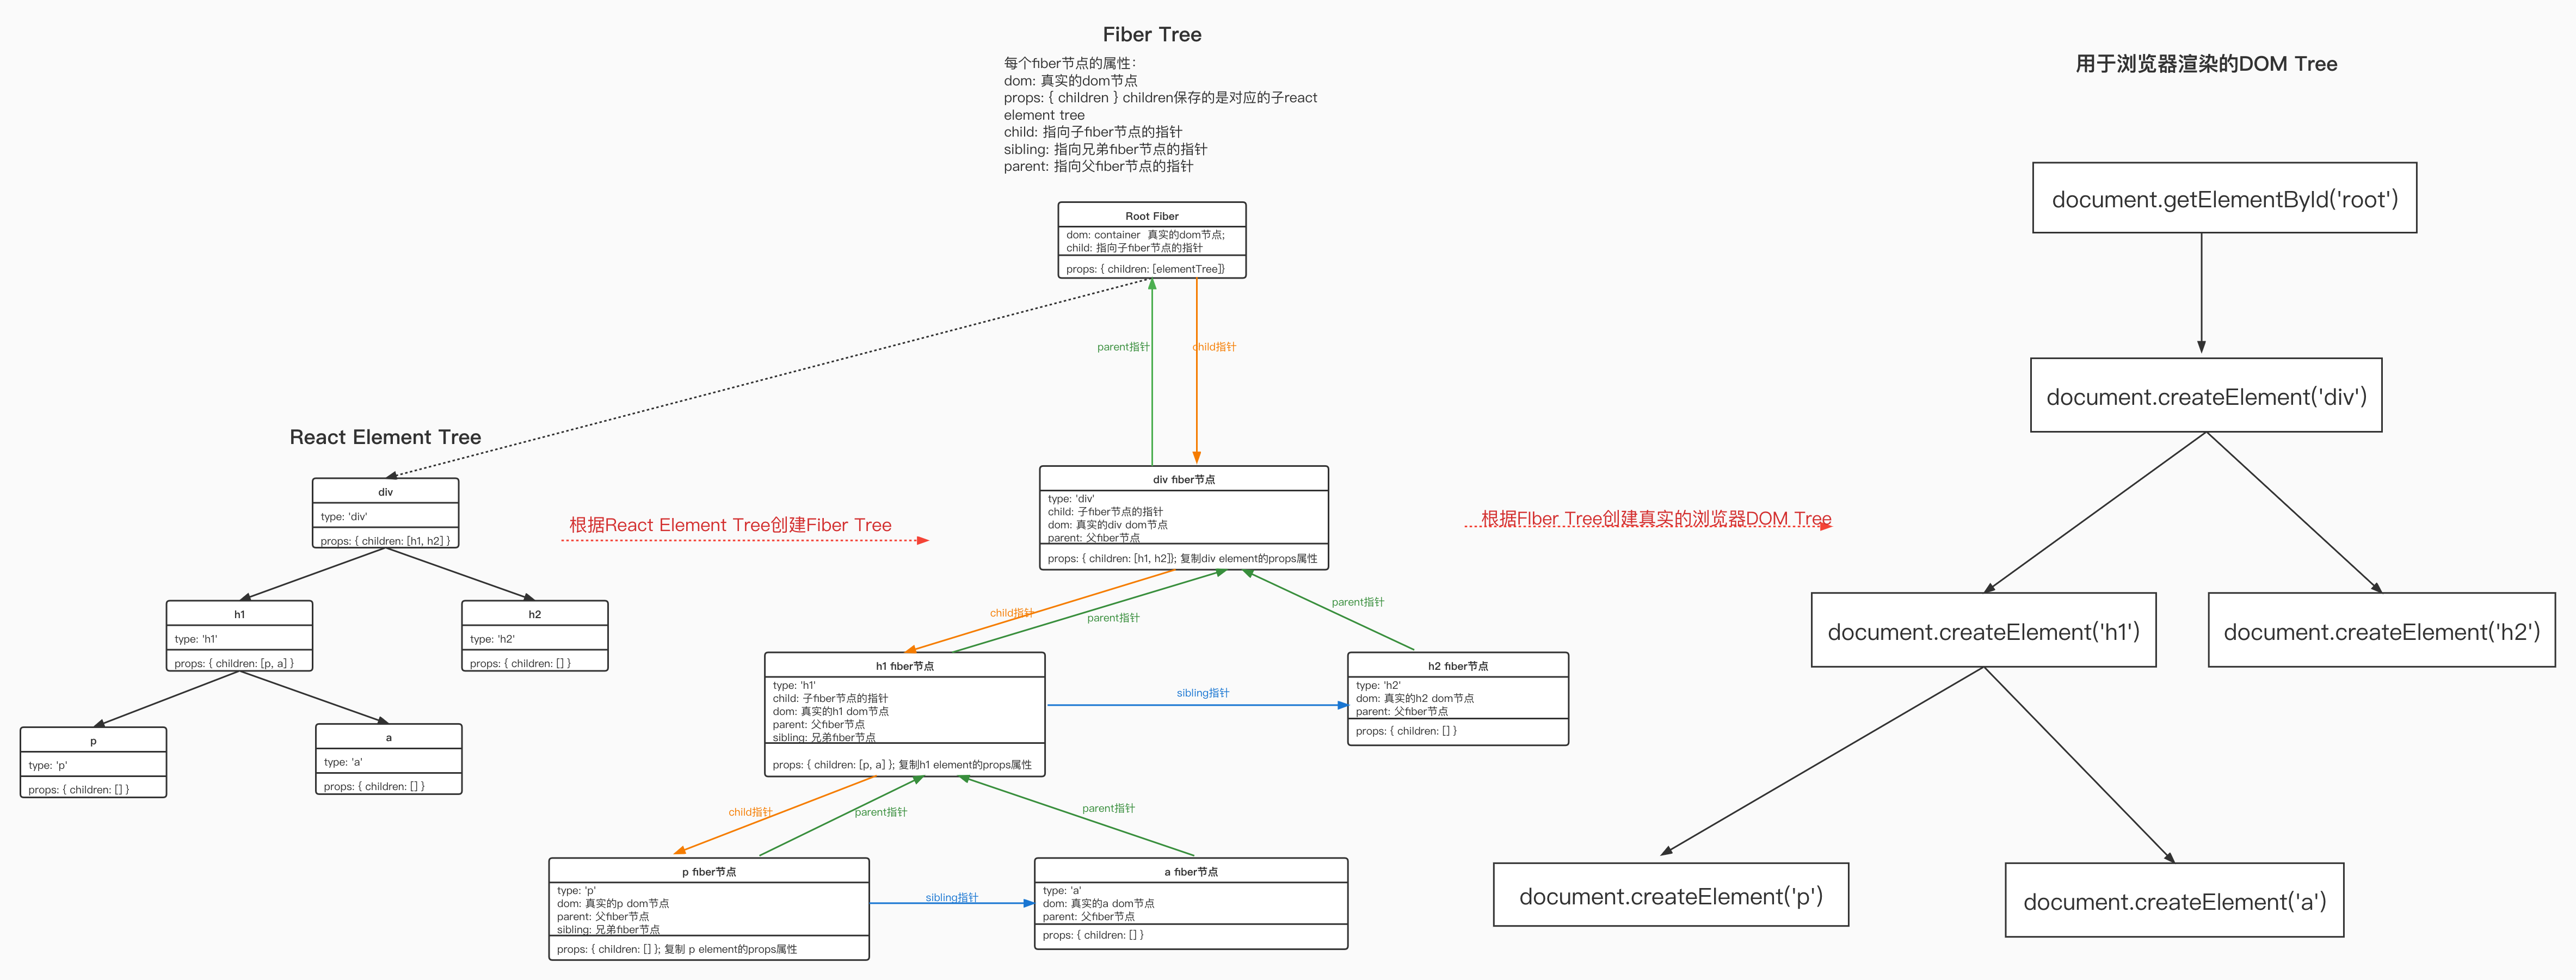 Fiber Tree
每个fiber节点的属性：
dom: 真实的dom节点
props: { children } children保存的是对应的子react
element tree
child: 指向子fiber节点的指针
sibling: 指向兄弟fiber节点的指针
parent: 指向父fiber节点的指针
用于浏览器渲染的DOM Tree
Root Fiber
dom: container 真实的dom节点;
child: 指向子fiber节点的指针
props: { children: [elementTree]}
parent指针
child指针
React Element Tree
div
type: 'div'
props: { children: [h1, h2] }
h1
type: 'h1'
props: { children: [p, a] }
h2
type: 'h2'
props: { children: [] }
p
type: 'p'
props: { children: [] }
a
type: 'a'
props: { children: [] }
根据React Element Tree创建Fiber Tree
div fiber节点
type: 'div'
child: 子fiber节点的指针
dom: 真实的div dom节点
parent: 父fiber节点
props: { children: [h1, h2]}; 复制div element的props属性
child指针
parent指针
parent指针
h1 fiber节点
type: 'h1'
child: 子fiber节点的指针
dom: 真实的h1 dom节点
parent: 父fiber节点
sibling: 兄弟fiber节点
props: { children: [p, a] }; 复制h1 element的props属性
sibling指针
h2 fiber节点
type: 'h2'
dom: 真实的h2 dom节点
parent: 父fiber节点
props: { children: [] }
child指针
parent指针
parent指针
p fiber节点
type: 'p'
dom: 真实的p dom节点
parent: 父fiber节点
sibling: 兄弟fiber节点
props: { children: [] }; 复制 p element的props属性
sibling指针
a fiber节点
type: 'a'
dom: 真实的a dom节点
parent: 父fiber节点
props: { children: [] }
根据FIber Tree创建真实的浏览器DOM Tree
document.getElementById('root')
document.createElement('div')
document.createElement('h1')
document.createElement('h2')
document.createElement('p')
document.createElement('a')